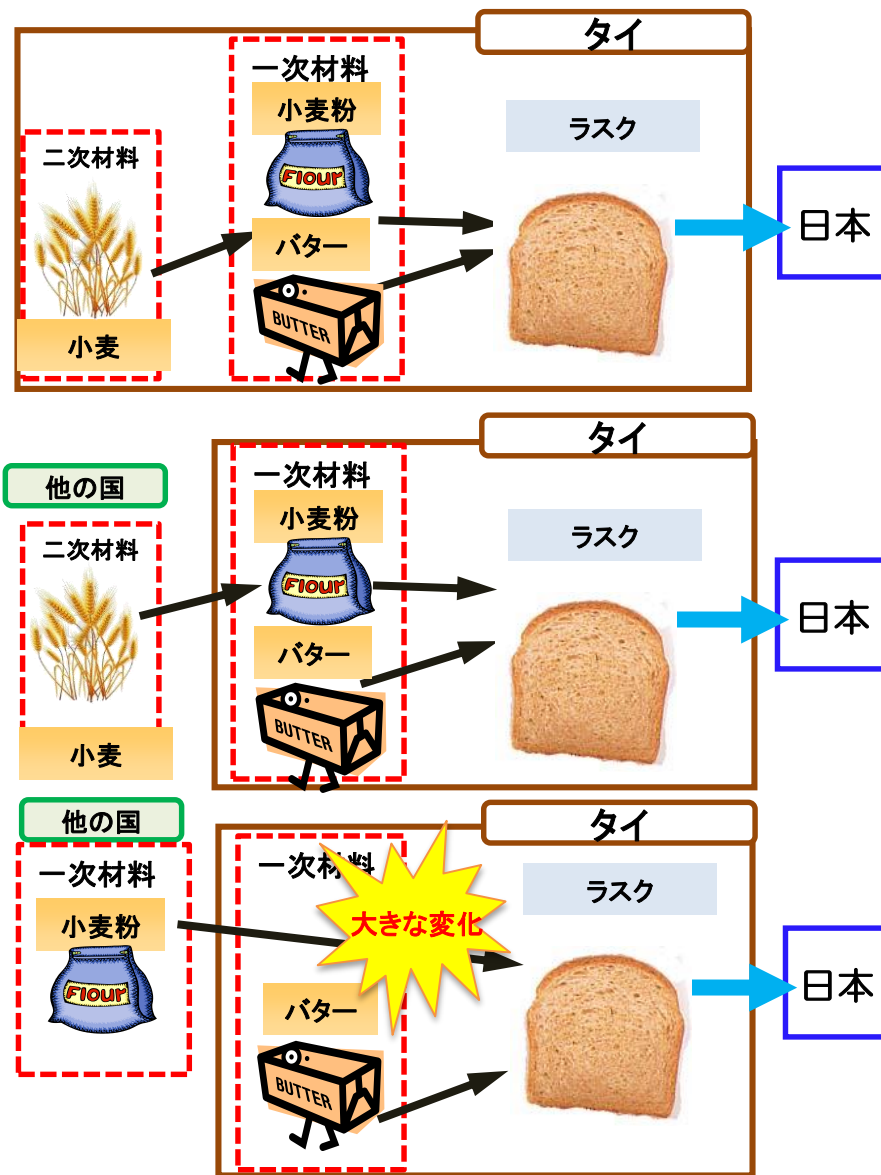 タイ
一次材料
小麦粉
Flour
ラスク
二次材料
日本
バター
BUTTER
小麦
タイ
一次材料
他の国
小麦粉
ラスク
二次材料
Flour
日本
バター
BUTTER
小麦
他の国
タイ
一次材料
一次材料
ラスク
小麦粉
大きな変化
Flour
日本
バター
BUTTER